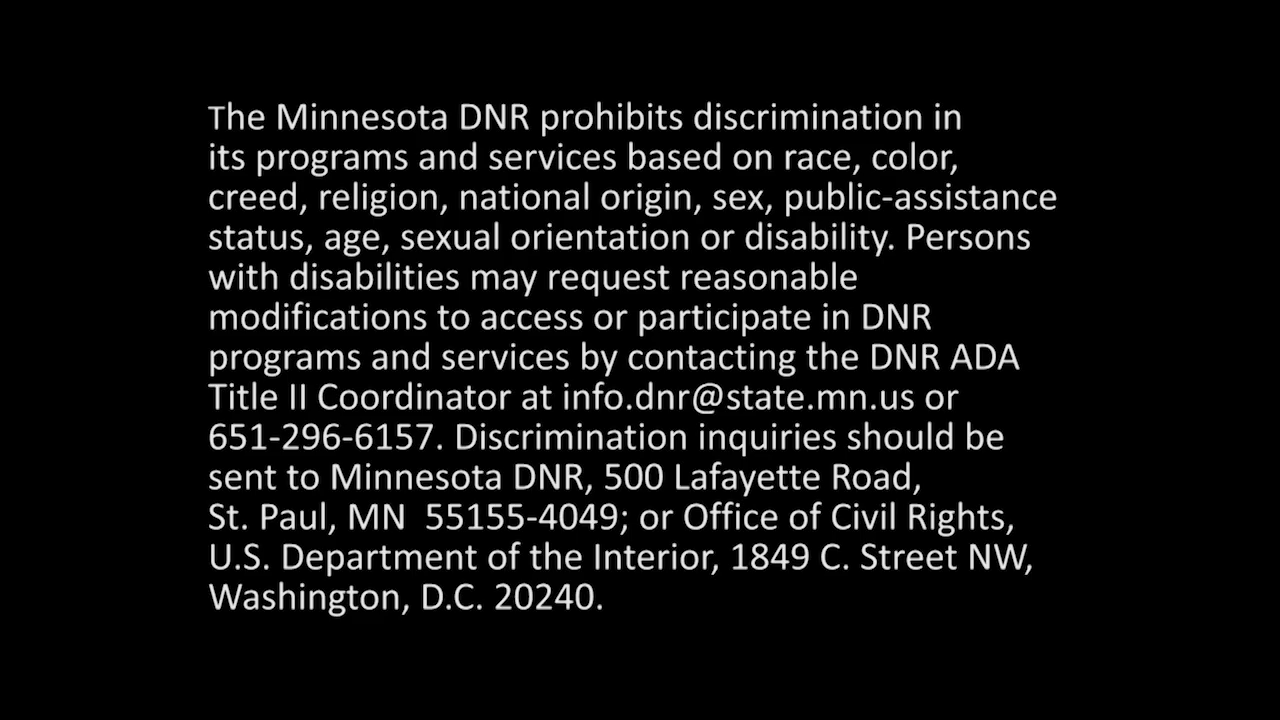 The Minnesota DNR prohibits discrimination in
its programs and services based on race, color,
creed, religion, national origin, sex, public-assistance
status, age, sexual orientation or disability. Persons
with disabilities may request reasonable
modifications to access or participate in DNR
programs and services by contacting the DNR ADA
Title II Coordinator at info.dnr@state.mn.us or
651-296-6157. Discrimination inquiries should be
sent to Minnesota DNR, 500 Lafayette Road,
St. Paul, MN  55155-4049; or Office of Civil Rights,
U.S. Department of the Interior, 1849 C. Street NW,
Washington, D.C. 20240.